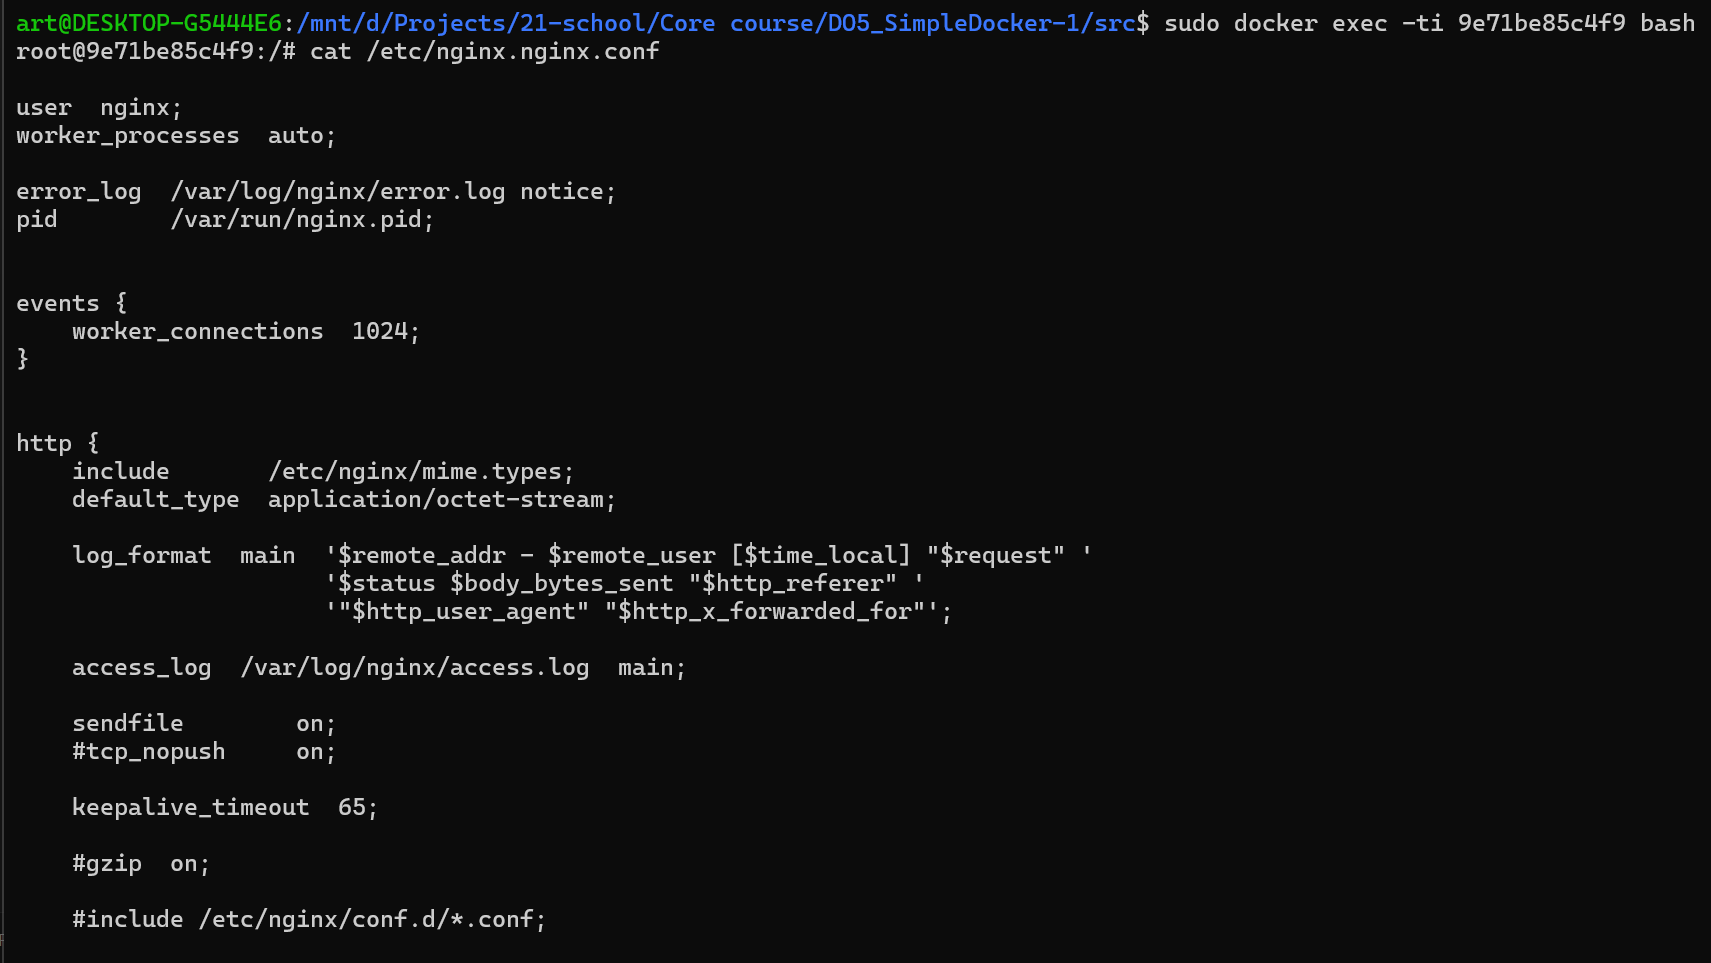 art@DESKTOP-G5444E6:/mnt/d/Projects/21-school/Core course/DO5_SimpleDocker-1/src$ sudo docker exec -ti 9e71be85c4f9 bash
root@9e71be85c4f9:/# cat /etc/nginx.nginx.conf
user  nginx;
worker_processes  auto;
error_log  /var/log/nginx/error.log notice;
pid        /var/run/nginx.pid;
events {
    worker_connections  1024;
}
http {
    include       /etc/nginx/mime.types;
    default_type  application/octet-stream;
    log_format  main  '$remote_addr - $remote_user [$time_local] "$request" '
                      '$status $body_bytes_sent "$http_referer" '
                      '"$http_user_agent" "$http_x_forwarded_for"';
    access_log  /var/log/nginx/access.log  main;
    sendfile        on;
    #tcp_nopush     on;
    keepalive_timeout  65;
    #gzip  on;
    #include /etc/nginx/conf.d/*.conf;